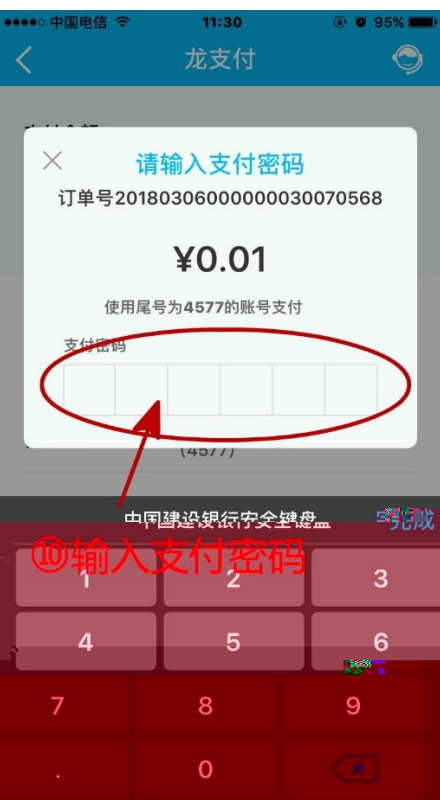 中国电信 11:30 95%
龙支付
请输入支付密码
订单号20180306000000030070568
¥0.01
使用尾号为4577的账号支付
支付密码
(4577)
中国建设银行安全键盘 完成
⑩输入支付密码
1 2 3
4 5 6
7 8 9
. 0